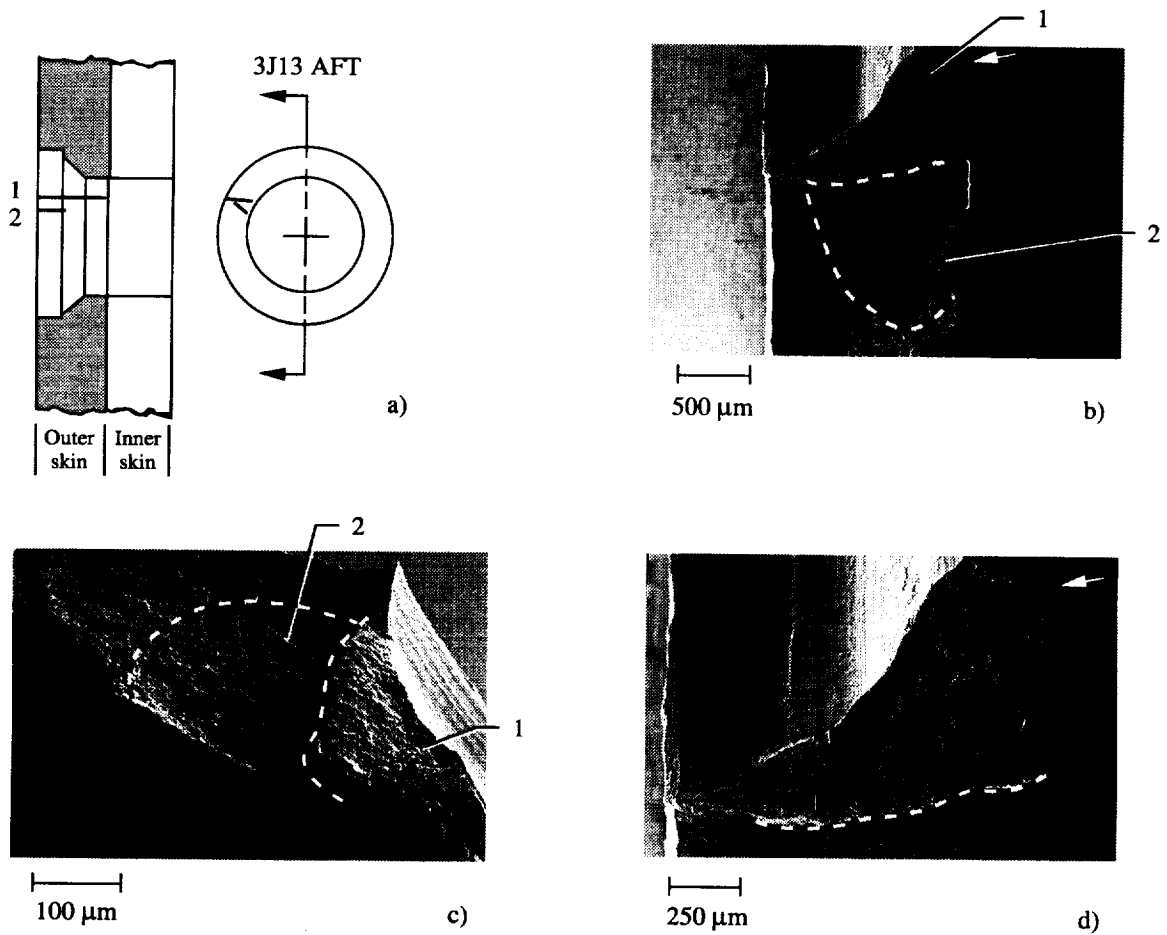 3J13 AFT
1
2
a)
Outer skin
Inner skin
1
2
500 μm
b)
2
1
100 μm
c)
250 μm
d)